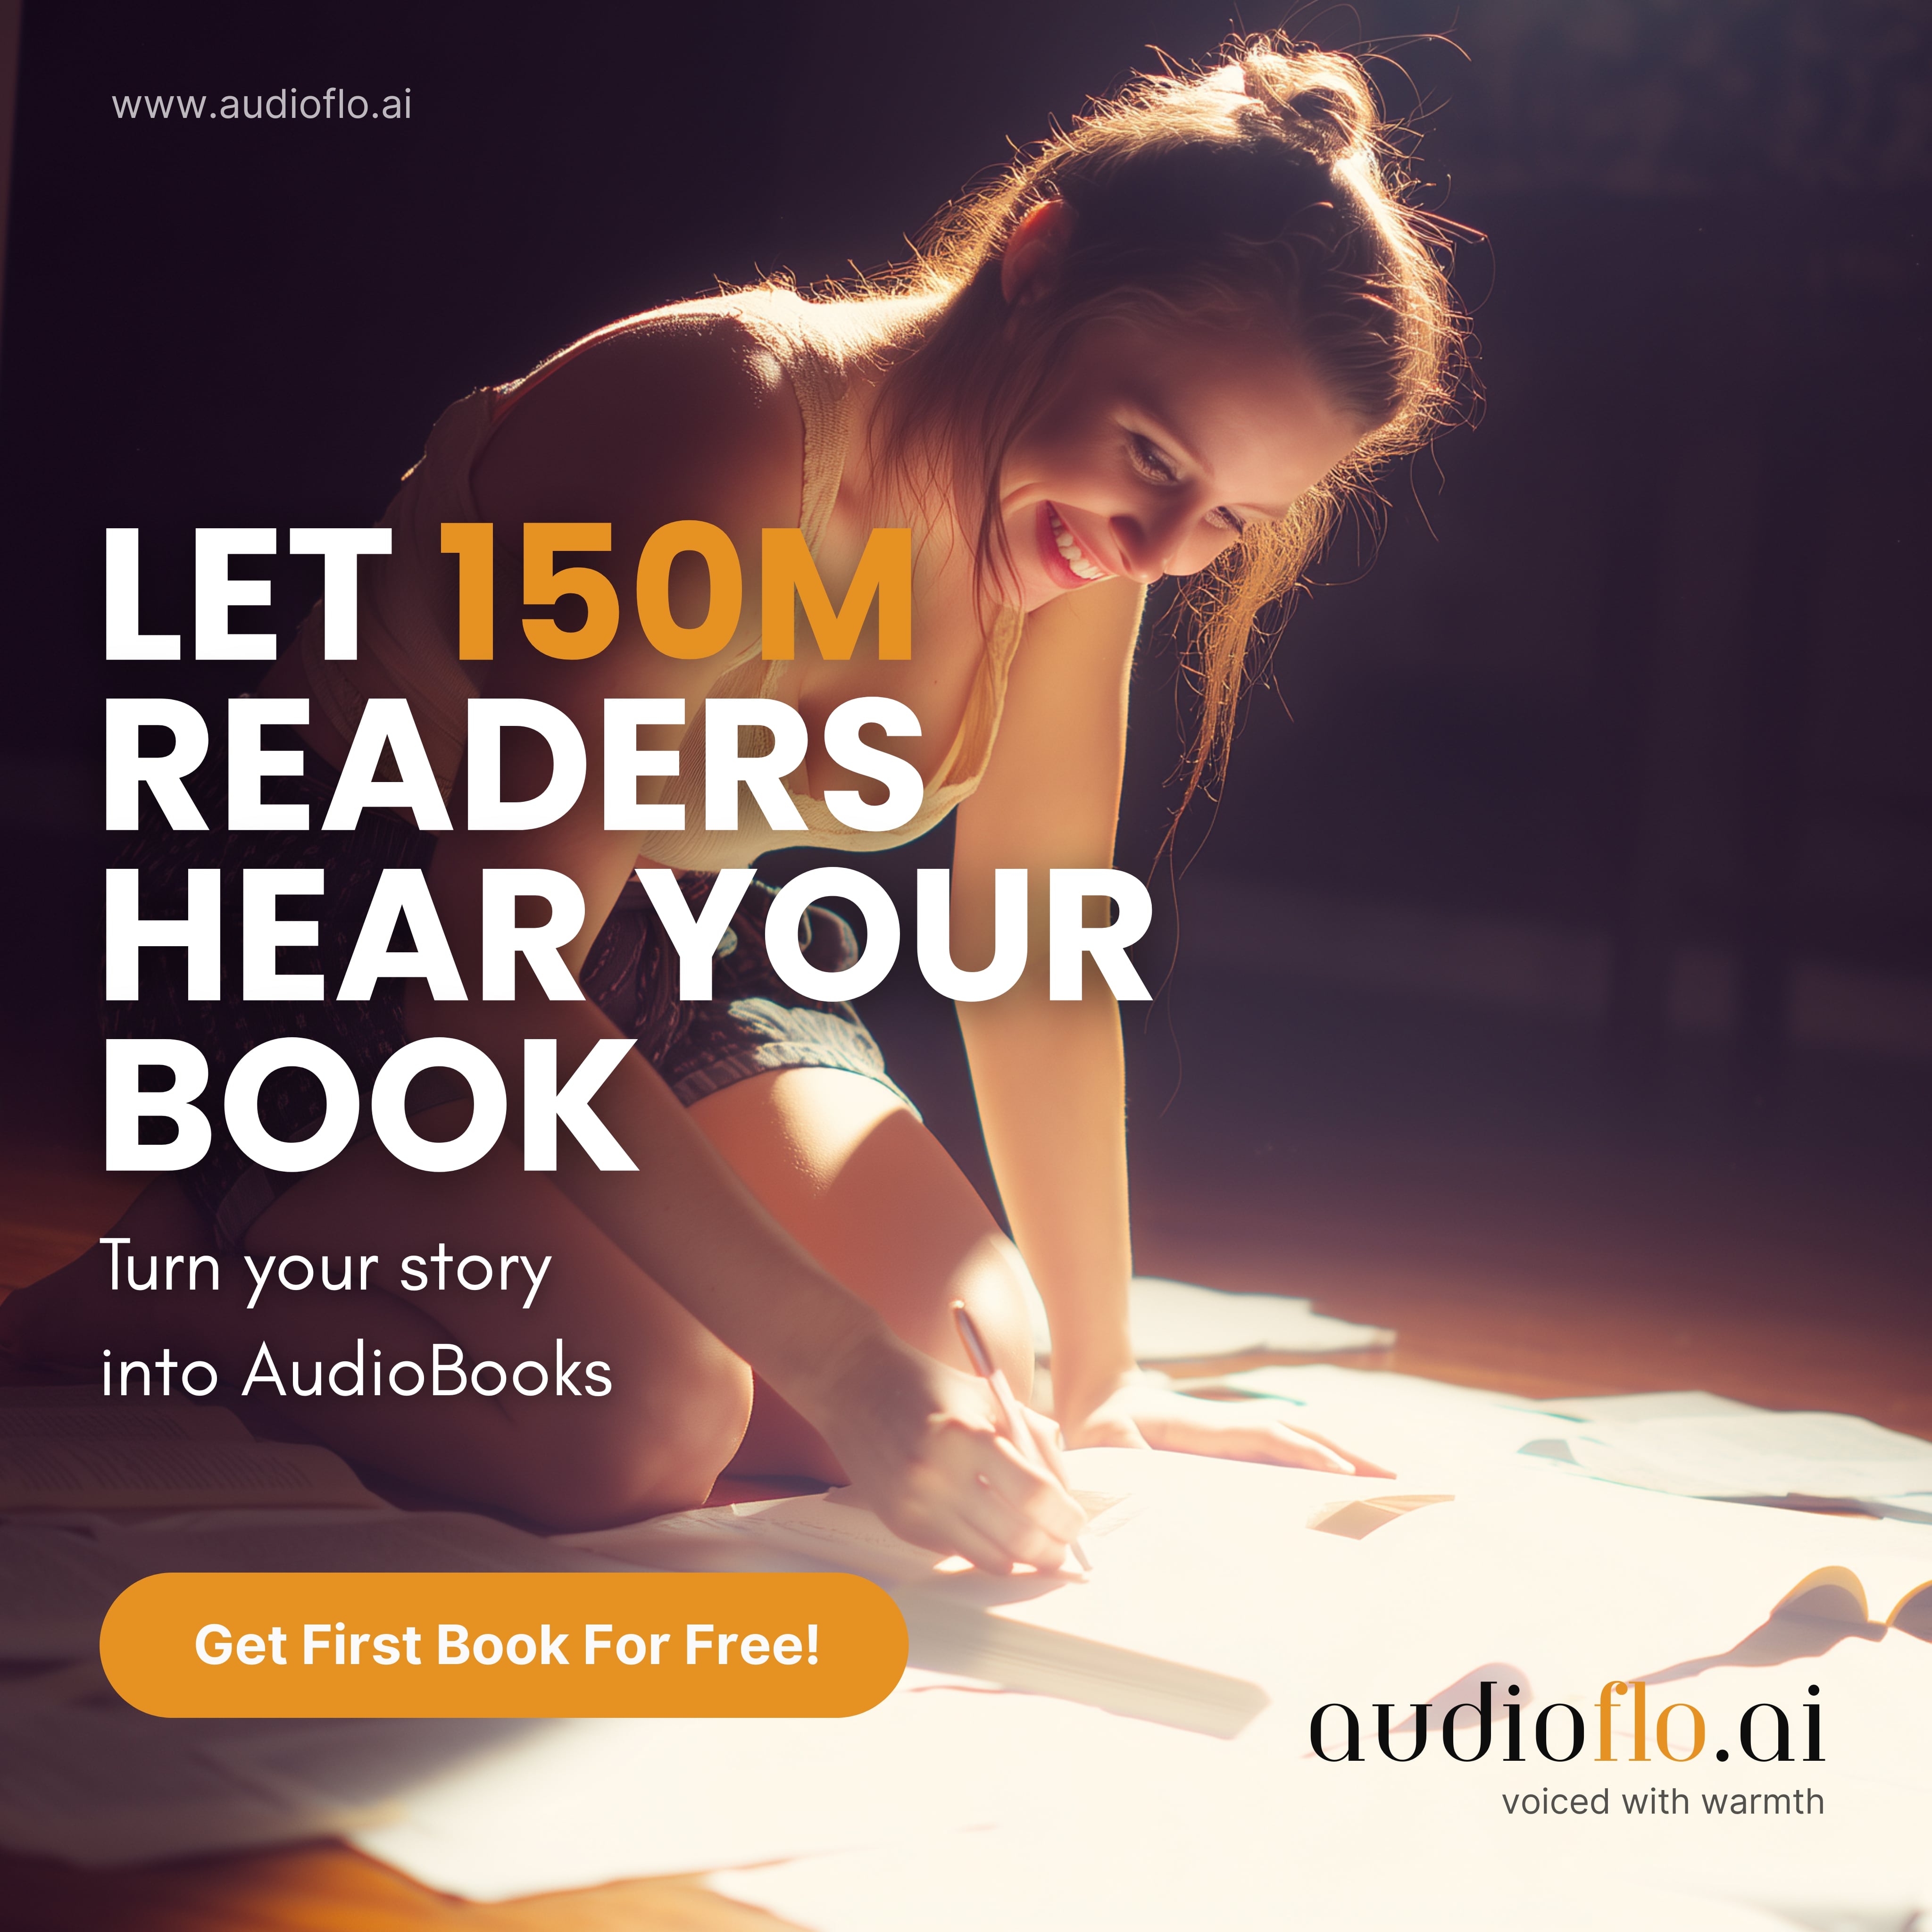 www.audioflo.ai
LET 150M
READERS
HEAR YOUR
BOOK
Turn your story
into AudioBooks
Get First Book For Free!
audioflo.ai
voiced with warmth